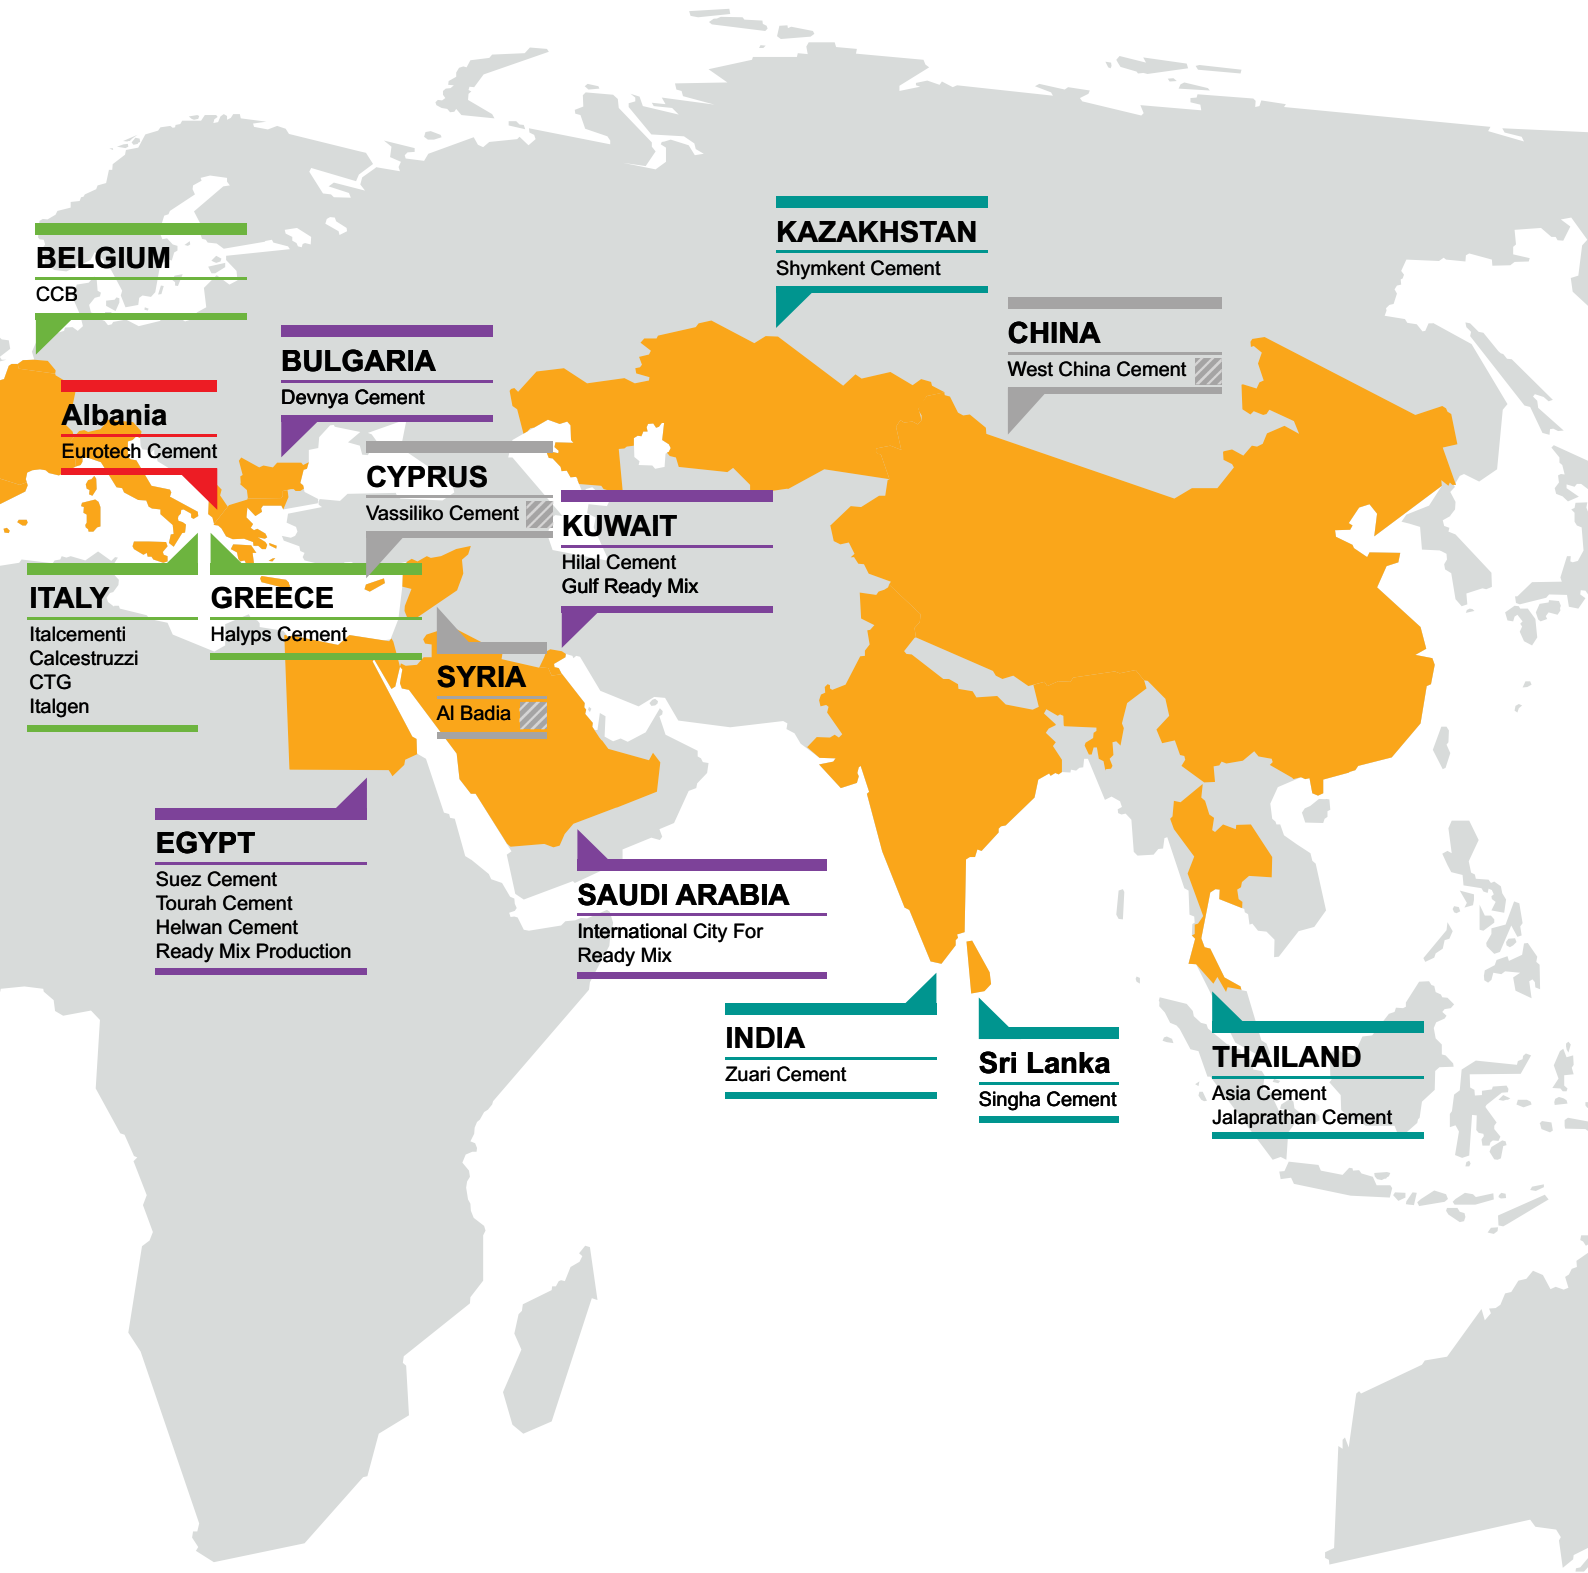 KAZAKHSTAN
Shymkent Cement
BELGIUM
CCB
CHINA
West China Cement
BULGARIA
Devnya Cement
Albania
Eurotech Cement
CYPRUS
Vassiliko Cement
KUWAIT
Hilal Cement
Gulf Ready Mix
ITALY
Italcementi
Calcestruzzi
CTG
Italgen
GREECE
Halyps Cement
SYRIA
Al Badia
EGYPT
Suez Cement
Tourah Cement
Helwan Cement
Ready Mix Production
SAUDI ARABIA
International City For
Ready Mix
INDIA
Zuari Cement
Sri Lanka
Singha Cement
THAILAND
Asia Cement
Jalaprathan Cement